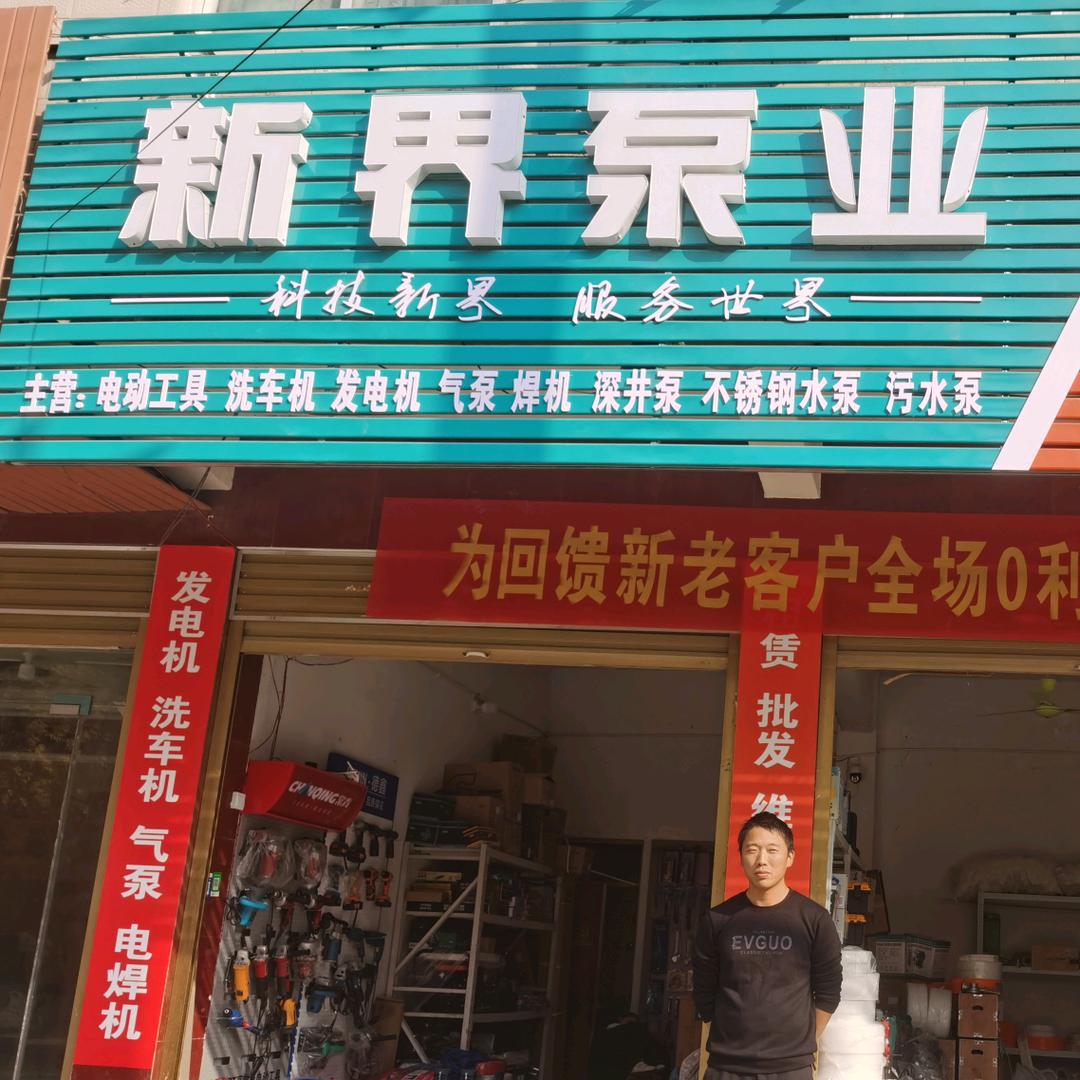 新界泵业
科技新界 服务世界
主营：电动工具 洗车机 发电机 气泵 焊机 深井泵 不锈钢水泵 污水泵
为回馈新老客户全场0利
发电机 洗车机 气泵 电焊机
赁 批发 维
EVGUO